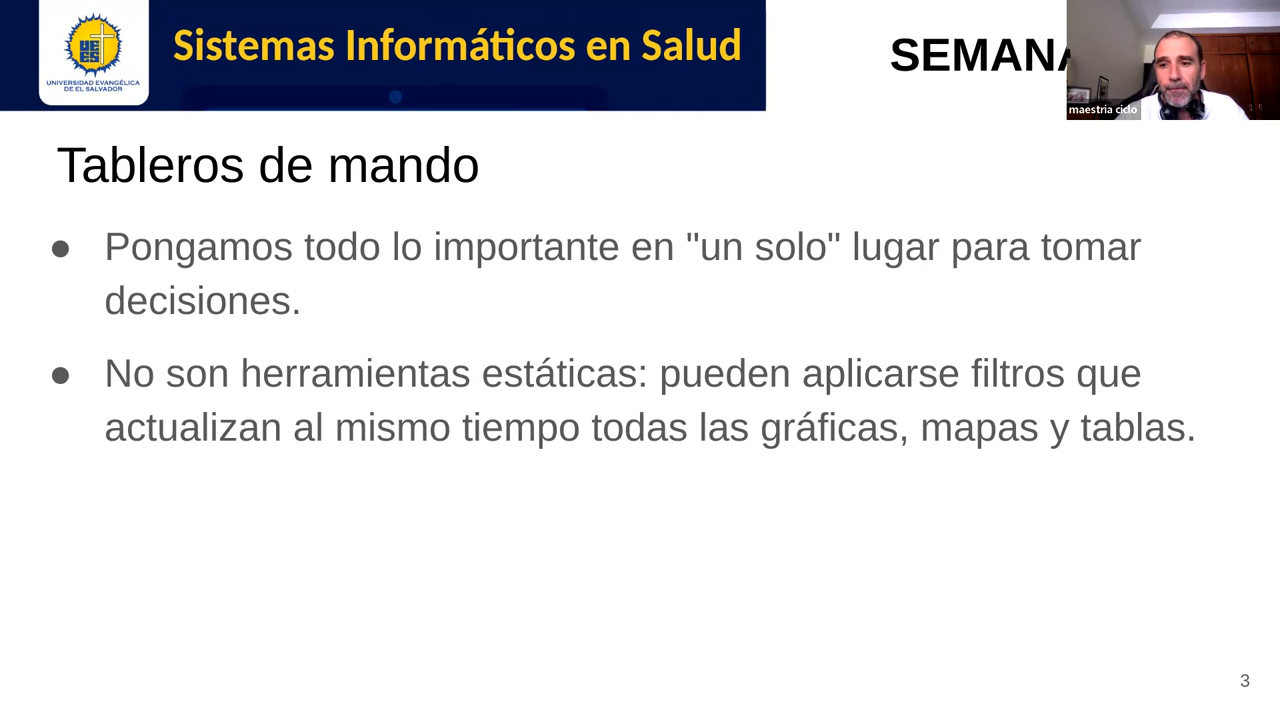 Sistemas Informáticos en Salud
UNIVERSIDAD EVANGÉLICA
DE EL SALVADOR
maestria ciclo
Tableros de mando
● Pongamos todo lo importante en "un solo" lugar para tomar
decisiones.
● No son herramientas estáticas: pueden aplicarse filtros que
actualizan al mismo tiempo todas las gráficas, mapas y tablas.
3